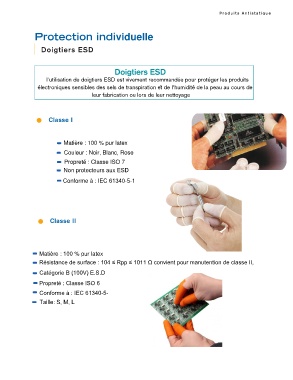 Produits Antistatique
Protection individuelle
Doigtiers ESD
Doigtiers ESD
l'utilisation de doigtiers ESD est vivement recommandée pour protéger les produits
électroniques sensibles des sels de transpiration et de l'humidité de la peau au cours de
leur fabrication ou lors de leur nettoyage
Classe I
Matière : 100 % pur latex
Couleur : Noir, Blanc, Rose
Propreté : Classe ISO 7
Non protecteurs aux ESD
Conforme à : IEC 61340-5-1
Classe II
Matière : 100 % pur latex
Résistance de surface : 104 ≤ Rpp ≤ 1011 Ω convient pour manutention de classe II,
Catégorie B (100V) E.S.D
Propreté : Classe ISO 6
Conforme à : IEC 61340-5-
Taille: S, M, L